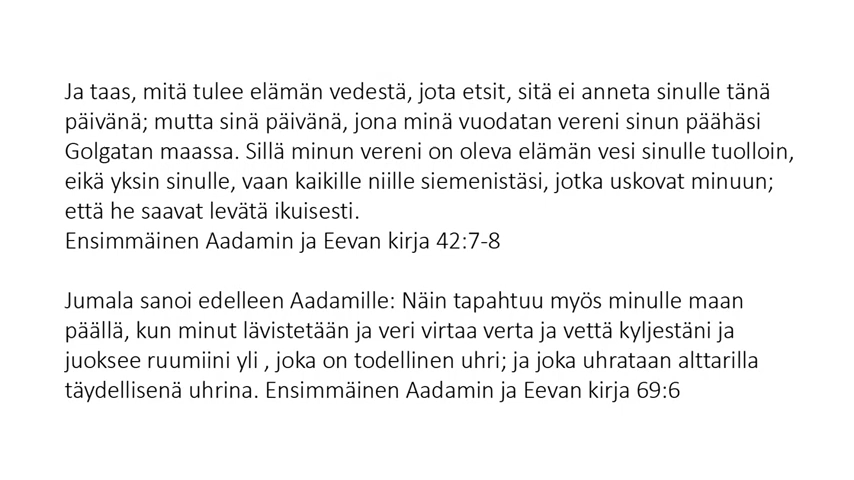 Ja taas, mitä tulee elämän vedestä, jota etsit, sitä ei anneta sinulle tänä
päivänä; mutta sinä päivänä, jona minä vuodatan vereni sinun päähäsi
Golgatan maassa. Sillä minun vereni on oleva elämän vesi sinulle tuolloin,
eikä yksin sinulle, vaan kaikille niille siemenistäsi, jotka uskovat minuun;
että he saavat levätä ikuisesti.
Ensimmäinen Aadamin ja Eevan kirja 42:7-8
Jumala sanoi edelleen Aadamille: Näin tapahtuu myös minulle maan
päällä, kun minut lävistetään ja veri virtaa verta ja vettä kyljestäni ja
juoksee ruumiini yli , joka on todellinen uhri; ja joka uhrataan alttarilla
täydellisenä uhrina. Ensimmäinen Aadamin ja Eevan kirja 69:6